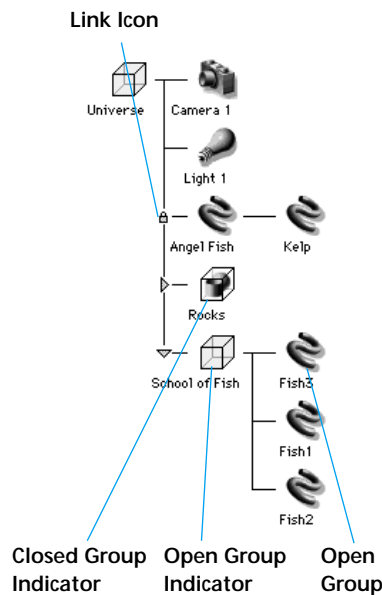 Link Icon
Universe
Camera 1
Light 1
Angel Fish
Kelp
Rocks
School of Fish
Fish3
Fish1
Fish2
Closed Group
Indicator
Open Group
Indicator
Open
Group